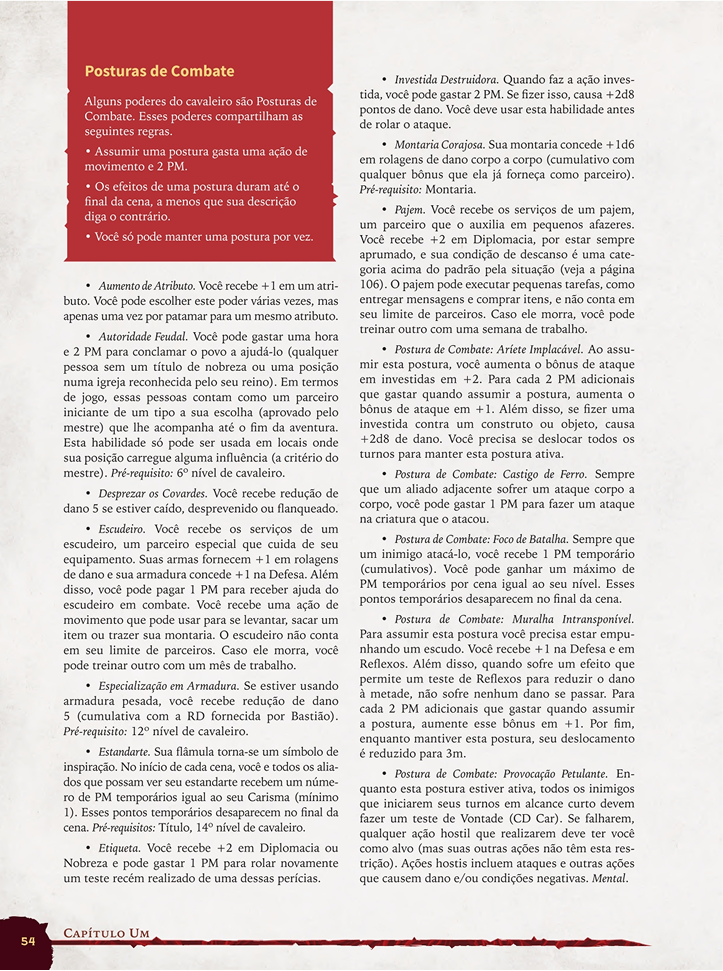 Posturas de Combate
Alguns poderes do cavaleiro são Posturas de
Combate. Esses poderes compartilham as
seguintes regras.
• Assumir uma postura gasta uma ação de
movimento e 2 PM.
• Os efeitos de uma postura duram até o
final da cena, a menos que sua descrição
diga o contrário.
• Você só pode manter uma postura por vez.
• Aumento de Atributo. Você recebe +1 em um atri-
buto. Você pode escolher este poder várias vezes, mas
apenas uma vez por patamar para um mesmo atributo.
• Autoridade Feudal. Você pode gastar uma hora
e 2 PM para conclamar o povo a ajudá-lo (qualquer
pessoa sem um título de nobreza ou uma posição
numa igreja reconhecida pelo seu reino). Em termos
de jogo, essas pessoas contam como um parceiro
iniciante de um tipo a sua escolha (aprovado pelo
mestre) que lhe acompanha até o fim da aventura.
Esta habilidade só pode ser usada em locais onde
sua posição carregue alguma influência (a critério do
mestre). Pré-requisito: 6º nível de cavaleiro.
• Desprezar os Covardes. Você recebe redução de
dano 5 se estiver caído, desprevenido ou flanqueado.
• Escudeiro. Você recebe os serviços de um
escudeiro, um parceiro especial que cuida de seu
equipamento. Suas armas fornecem +1 em rolagens
de dano e sua armadura concede +1 na Defesa. Além
disso, você pode pagar 1 PM para receber ajuda do
escudeiro em combate. Você recebe uma ação de
movimento que pode usar para se levantar, sacar um
item ou trazer sua montaria. O escudeiro não conta
em seu limite de parceiros. Caso ele morra, você
pode treinar outro com um mês de trabalho.
• Especialização em Armadura. Se estiver usando
armadura pesada, você recebe redução de dano
5 (cumulativa com a RD fornecida por Bastião).
Pré-requisito: 12º nível de cavaleiro.
• Estandarte. Sua flâmula torna-se um símbolo de
inspiração. No início de cada cena, você e todos os alia-
dos que possam ver seu estandarte recebem um núme-
ro de PM temporários igual ao seu Carisma (mínimo
1). Esses pontos temporários desaparecem no final da
cena. Pré-requisitos: Título, 14º nível de cavaleiro.
• Etiqueta. Você recebe +2 em Diplomacia ou
Nobreza e pode gastar 1 PM para rolar novamente
um teste recém realizado de uma dessas perícias.
• Investida Destruidora. Quando faz a ação inves-
tida, você pode gastar 2 PM. Se fizer isso, causa +2d8
pontos de dano. Você deve usar esta habilidade antes
de rolar o ataque.
• Montaria Corajosa. Sua montaria concede +1d6
em rolagens de dano corpo a corpo (cumulativo com
qualquer bônus que ela já forneça como parceiro).
Pré-requisito: Montaria.
• Pajem. Você recebe os serviços de um pajem,
um parceiro que o auxilia em pequenos afazeres.
Você recebe +2 em Diplomacia, por estar sempre
aprumado, e sua condição de descanso é uma cate-
goria acima do padrão pela situação (veja a página
106). O pajem pode executar pequenas tarefas, como
entregar mensagens e comprar itens, e não conta em
seu limite de parceiros. Caso ele morra, você pode
treinar outro com uma semana de trabalho.
• Postura de Combate: Aríete Implacável. Ao assu-
mir esta postura, você aumenta o bônus de ataque
em investidas em +2. Para cada 2 PM adicionais
que gastar quando assumir a postura, aumenta o
bônus de ataque em +1. Além disso, se fizer uma
investida contra um construto ou objeto, causa
+2d8 de dano. Você precisa se deslocar todos os
turnos para manter esta postura ativa.
• Postura de Combate: Castigo de Ferro. Sempre
que um aliado adjacente sofrer um ataque corpo a
corpo, você pode gastar 1 PM para fazer um ataque
na criatura que o atacou.
• Postura de Combate: Foco de Batalha. Sempre que
um inimigo atacá-lo, você recebe 1 PM temporário
(cumulativos). Você pode ganhar um máximo de
PM temporários por cena igual ao seu nível. Esses
pontos temporários desaparecem no final da cena.
• Postura de Combate: Muralha Intransponível.
Para assumir esta postura você precisa estar empu-
nhando um escudo. Você recebe +1 na Defesa e em
Reflexos. Além disso, quando sofre um efeito que
permite um teste de Reflexos para reduzir o dano
à metade, não sofre nenhum dano se passar. Para
cada 2 PM adicionais que gastar quando assumir
a postura, aumente esse bônus em +1. Por fim,
enquanto mantiver esta postura, seu deslocamento
é reduzido para 3m.
• Postura de Combate: Provocação Petulante. En-
quanto esta postura estiver ativa, todos os inimigos
que iniciarem seus turnos em alcance curto devem
fazer um teste de Vontade (CD Car). Se falharem,
qualquer ação hostil que realizarem deve ter você
como alvo (mas suas outras ações não têm esta res-
trição). Ações hostis incluem ataques e outras ações
que causem dano e/ou condições negativas. Mental.
54
Capítulo Um